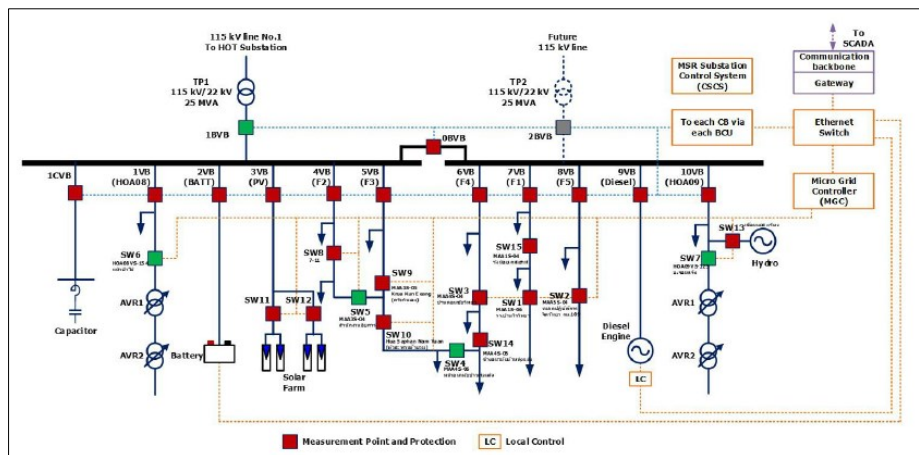 115 kV line No.1
To HOT Substation
Future
115 kV line
To
SCADA
Communication
backbone
Gateway
TP1
115 kV/22 kV
25 MVA
TP2
115 kV/22 kV
25 MVA
MSR Substation
Control System
(CSCS)
1BVB
0BVB
2BVB
To each CB via
each BCU
Ethernet
Switch
1CVB
1VB
(HOA08)
2VB
(BATT)
3VB
(PV)
4VB
(F2)
5VB
(F3)
6VB
(F4)
7VB
(F1)
8VB
(F5)
9VB
(Diesel)
10VB
(HOA09)
Micro Grid
Controller
(MGC)
SW6
SW8
7-11
SW15
SW13
SW7
Hydro
SW9
SW3
SW1
SW2
SW11
SW12
SW5
SW10
SW14
SW4
AVR1
AVR2
Capacitor
Battery
Solar
Farm
Diesel
Engine
LC
AVR1
AVR2
Measurement Point and Protection
LC
Local Control